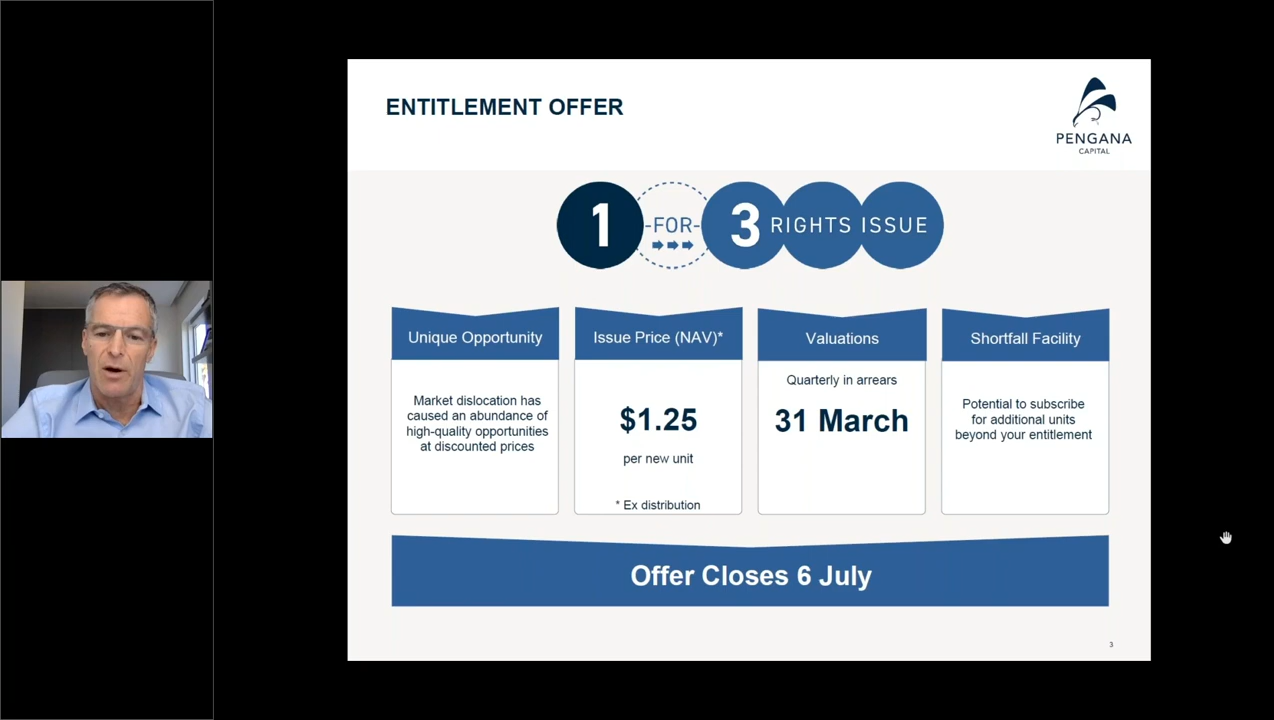 ENTITLEMENT OFFER
PENGANA
CAPITAL
1 -FOR- 3 RIGHTS ISSUE
Unique Opportunity
Market dislocation has
caused an abundance of
high-quality opportunities
at discounted prices
Issue Price (NAV)*
$1.25
per new unit
* Ex distribution
Valuations
Quarterly in arrears
31 March
Shortfall Facility
Potential to subscribe
for additional units
beyond your entitlement
Offer Closes 6 July
3